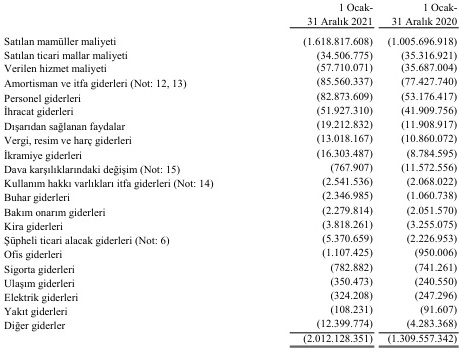 1 Ocak- 1 Ocak-
31 Aralık 2021 31 Aralık 2020
Satılan mamüller maliyeti (1.618.817.608) (1.005.696.918)
Satılan ticari mallar maliyeti (34.506.775) (35.316.921)
Verilen hizmet maliyeti (57.710.071) (35.687.004)
Amortisman ve itfa giderleri (Not: 12, 13) (85.560.337) (77.427.740)
Personel giderleri (82.873.609) (53.176.417)
İhracat giderleri (51.927.310) (41.909.756)
Dışarıdan sağlanan faydalar (19.212.832) (11.908.917)
Vergi, resim ve harç giderleri (13.018.167) (10.860.072)
İkramiye giderleri (16.303.487) (8.784.595)
Dava karşılıklarındaki değişim (Not: 15) (767.907) (11.572.556)
Kullanım hakkı varlıkları itfa giderleri (Not: 14) (2.541.536) (2.068.022)
Buhar giderleri (2.346.985) (1.060.738)
Bakım onarım giderleri (2.279.814) (2.051.570)
Kira giderleri (3.818.261) (3.255.075)
Şüpheli ticari alacak giderleri (Not: 6) (5.370.659) (2.226.953)
Ofis giderleri (1.107.425) (950.006)
Sigorta giderleri (782.882) (741.261)
Ulaşım giderleri (350.473) (240.550)
Elektrik giderleri (324.208) (247.296)
Yakıt giderleri (108.231) (91.607)
Diğer giderler (12.399.774) (4.283.368)
(2.012.128.351) (1.309.557.342)